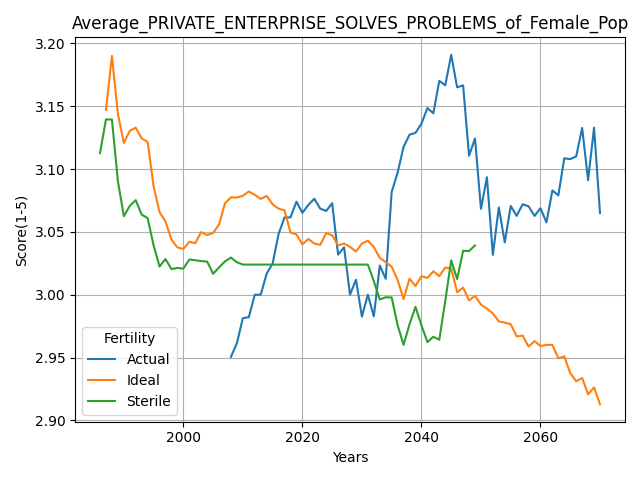 Average_PRIVATE_ENTERPRISE_SOLVES_PROBLEMS_of_Female_Pop
3.20
3.15
3.10
3.05
3.00
2.95
2.90
Score(1-5)
Fertility
Actual
Ideal
Sterile
2000
2020
2040
2060
Years